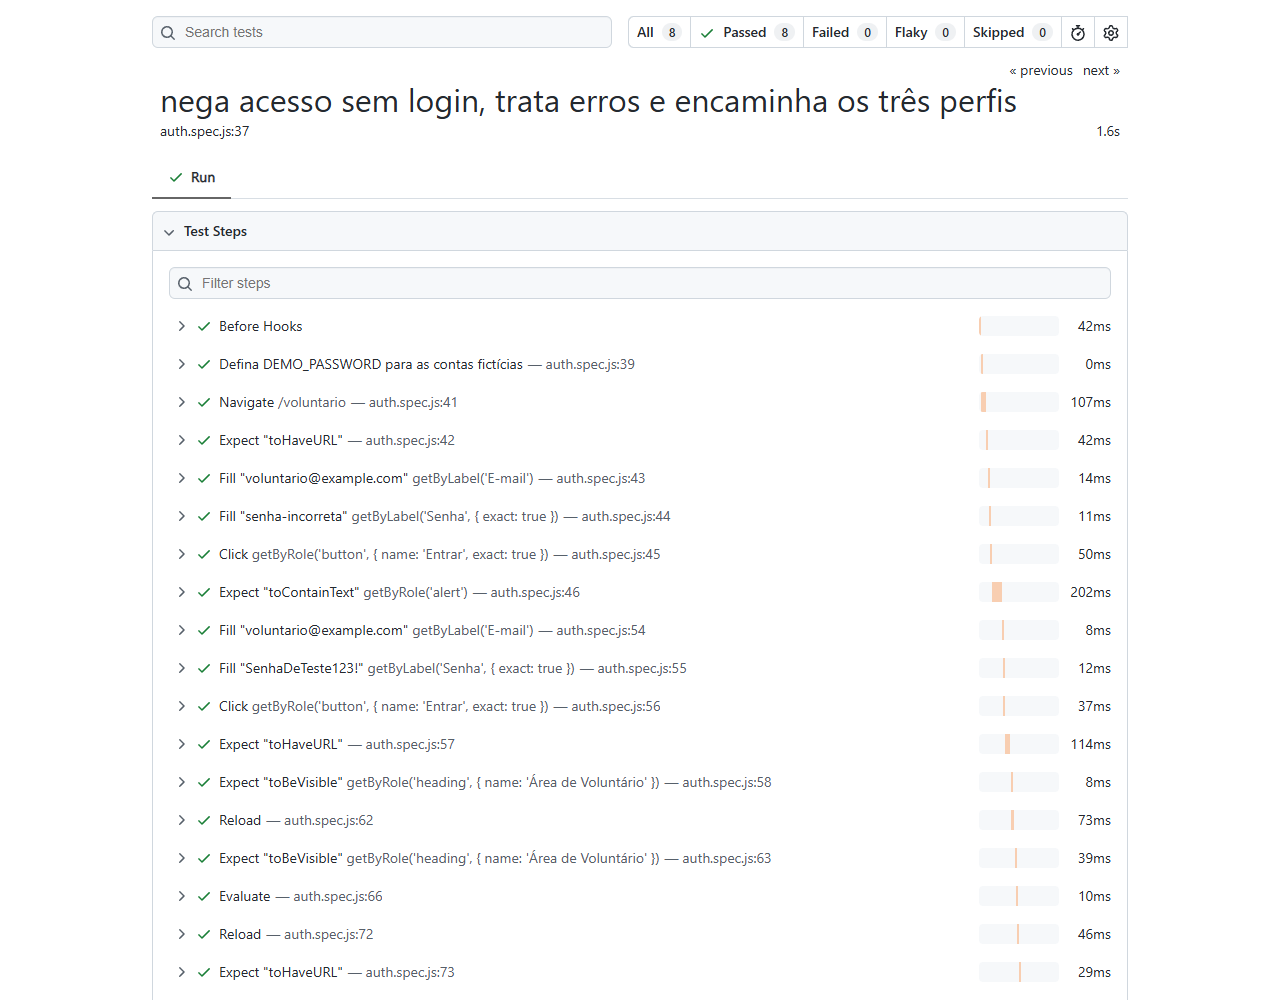 Search tests
All 8 Passed 8 Failed 0 Flaky 0 Skipped 0
« previous next »
nega acesso sem login, trata erros e encaminha os três perfis
auth.spec.js:37 1.6s
Run
Test Steps
Filter steps
Before Hooks 42ms
Defina DEMO_PASSWORD para as contas fictícias — auth.spec.js:39 0ms
Navigate /voluntario — auth.spec.js:41 107ms
Expect "toHaveURL" — auth.spec.js:42 42ms
Fill "voluntario@example.com" getByLabel('E-mail') — auth.spec.js:43 14ms
Fill "senha-incorreta" getByLabel('Senha', { exact: true }) — auth.spec.js:44 11ms
Click getByRole('button', { name: 'Entrar', exact: true }) — auth.spec.js:45 50ms
Expect "toContainText" getByRole('alert') — auth.spec.js:46 202ms
Fill "voluntario@example.com" getByLabel('E-mail') — auth.spec.js:54 8ms
Fill "SenhaDeTeste123!" getByLabel('Senha', { exact: true }) — auth.spec.js:55 12ms
Click getByRole('button', { name: 'Entrar', exact: true }) — auth.spec.js:56 37ms
Expect "toHaveURL" — auth.spec.js:57 114ms
Expect "toBeVisible" getByRole('heading', { name: 'Área de Voluntário' }) — auth.spec.js:58 8ms
Reload — auth.spec.js:62 73ms
Expect "toBeVisible" getByRole('heading', { name: 'Área de Voluntário' }) — auth.spec.js:63 39ms
Evaluate — auth.spec.js:66 10ms
Reload — auth.spec.js:72 46ms
Expect "toHaveURL" — auth.spec.js:73 29ms